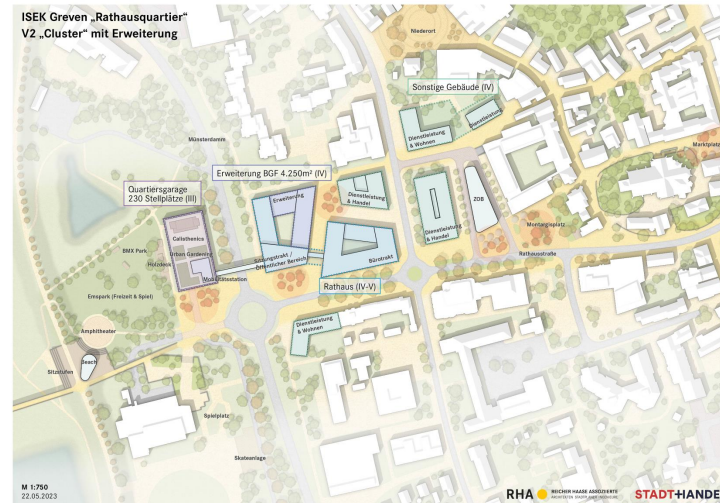 ISEK Greven „Rathausquartier“
V2 „Cluster“ mit Erweiterung
Niederort
Sonstige Gebäude (IV)
Dienstleistung
Dienstleistung
& Wohnen
Münsterdamm
Marktplatz
Erweiterung BGF 4.250m² (IV)
Quartiersgarage
230 Stellplätze (III)
Erweiterung
Dienstleistung
& Handel
ZOB
Dienstleistung
& Handel
Montargisplatz
Calisthenics
BMX Park
Urban Gardening
Holzdeck
Sitzungstrakt /
Öffentlicher Bereich
Bürotrakt
Rathausstraße
Mobilitätsstation
Rathaus (IV-V)
Emspark (Freizeit & Spiel)
Dienstleistung
& Wohnen
Amphitheater
Beach
Sitzstufen
Spielplatz
Skateanlage
M 1:750
22.05.2023
RHA
REICHER HAASE ASSOZIIERTE
STADT+HANDEL